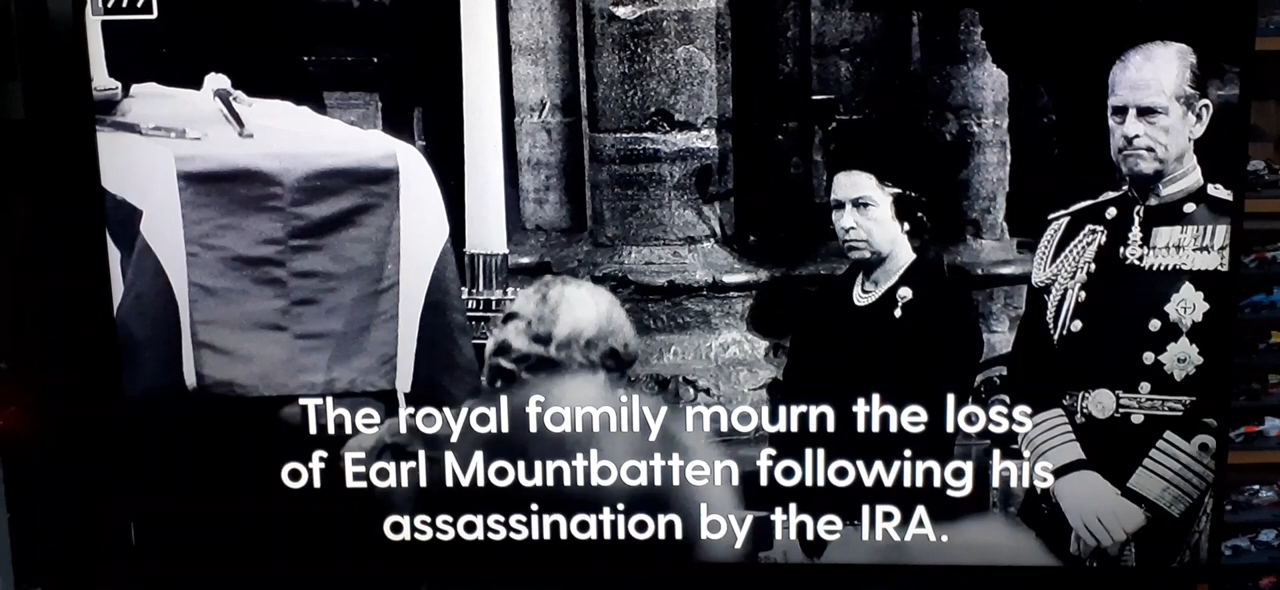 The royal family mourn the loss
of Earl Mountbatten following his
assassination by the IRA.